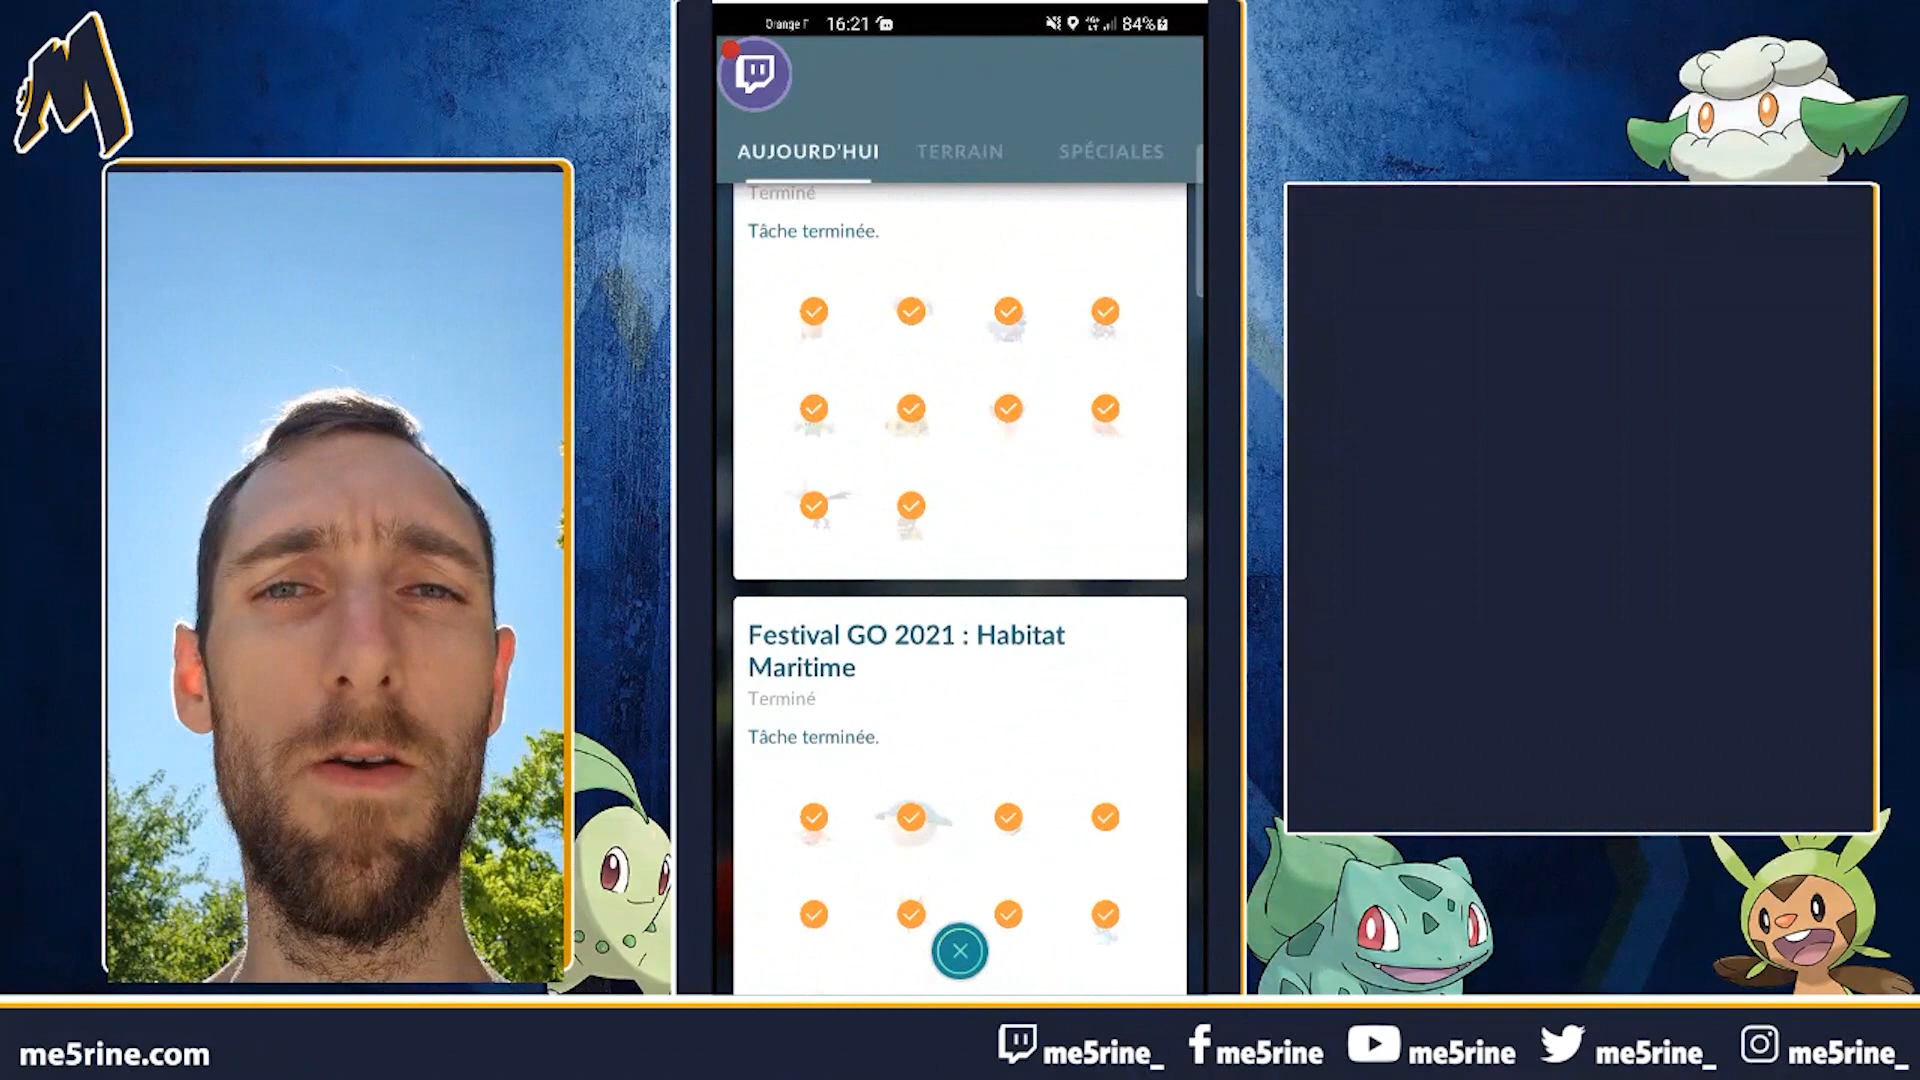 Orange F 16:21 84%
AUJOURD'HUI TERRAIN SPÉCIALES
Terminé
Tâche terminée.
Festival GO 2021 : Habitat
Maritime
Terminé
Tâche terminée.
me5rine.com
me5rine_ me5rine me5rine me5rine_ me5rine_